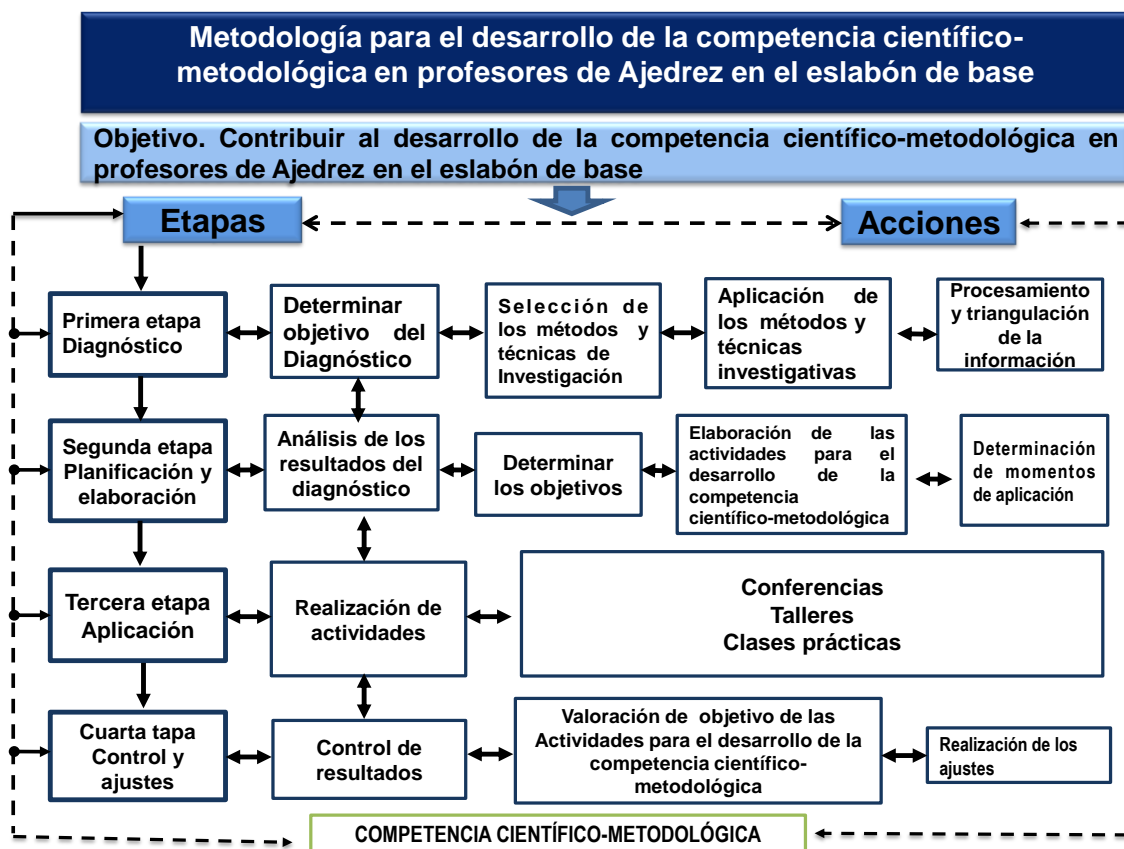 Metodología para el desarrollo de la competencia científico-
metodológica en profesores de Ajedrez en el eslabón de base
Objetivo. Contribuir al desarrollo de la competencia científico-metodológica en
profesores de Ajedrez en el eslabón de base
Etapas
Acciones
Primera etapa
Diagnóstico
Determinar
objetivo del
Diagnóstico
Selección de
los métodos y
técnicas de
Investigación
Aplicación de
los métodos y
técnicas
investigativas
Procesamiento
y triangulación
de la
información
Segunda etapa
Planificación y
elaboración
Análisis de los
resultados del
diagnóstico
Determinar
los objetivos
Elaboración de las
actividades para el
desarrollo de la
competencia
científico-metodológica
Determinación
de momentos
de aplicación
Tercera etapa
Aplicación
Realización de
actividades
Conferencias
Talleres
Clases prácticas
Cuarta tapa
Control y
ajustes
Control de
resultados
Valoración de objetivo de las
Actividades para el desarrollo de la
competencia científico-
metodológica
Realización de los
ajustes
COMPETENCIA CIENTÍFICO-METODOLÓGICA